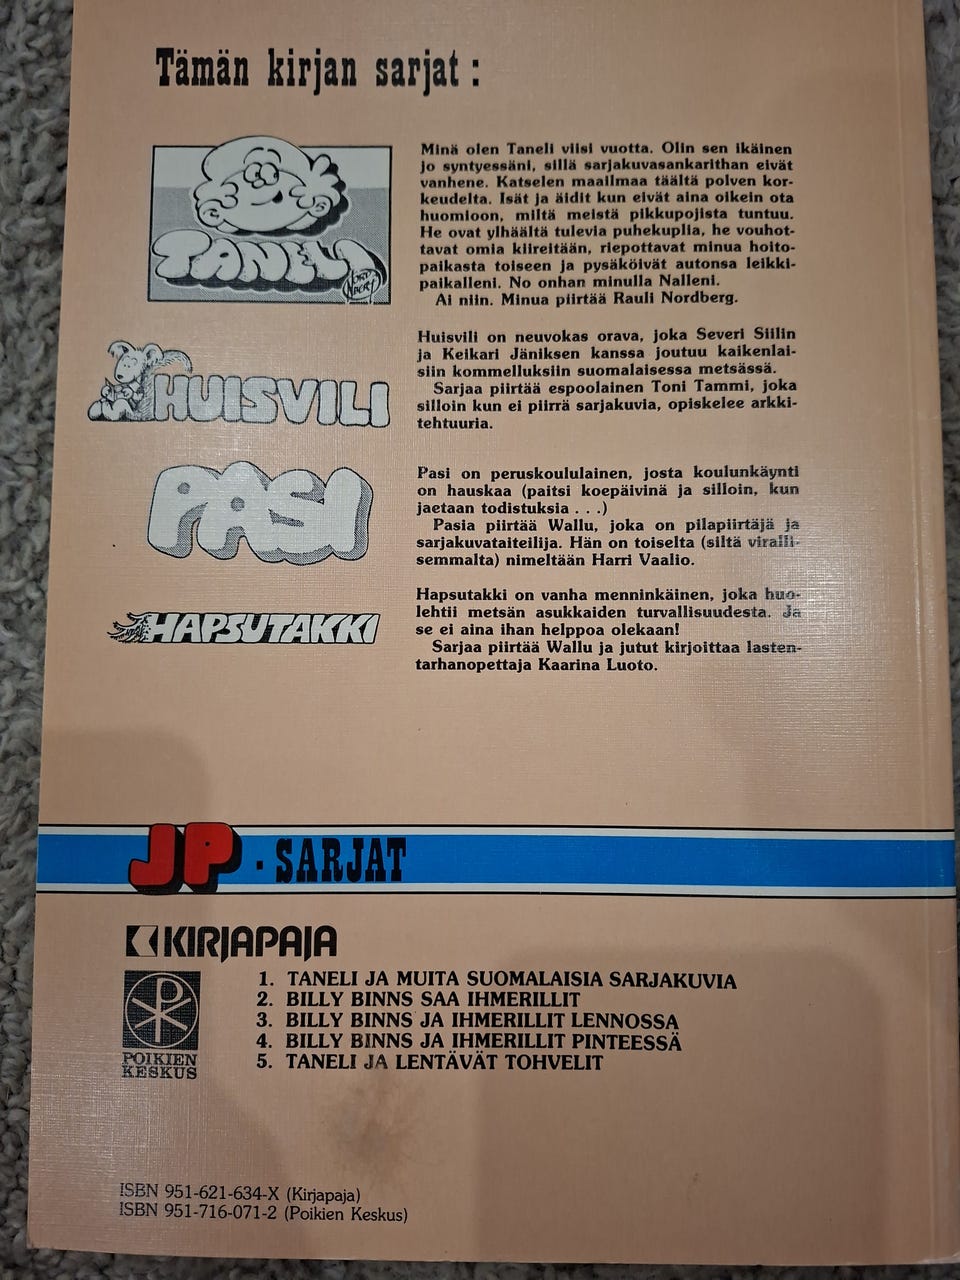 Tämän kirjan sarjat :
TANELI
NORD
BERG
Minä olen Taneli viisi vuotta. Olin sen ikäinen
jo syntyessäni, sillä sarjakuvasankarithan eivät
vanhene. Katselen maailmaa täältä polven kor-
keudelta. Isät ja äidit kun eivät aina oikein ota
huomioon, miltä meistä pikkupojista tuntuu.
He ovat ylhäältä tulevia puhekuplia, he vouhot-
tavat omia kiireitään, riepottavat minua hoito-
paikasta toiseen ja pysäköivät autonsa leikki-
paikalleni. No onhan minulla Nalleni.
Ai niin. Minua piirtää Rauli Nordberg.
HUISVILI
Huisvili on neuvokas orava, joka Severi Siilin
ja Keikari Jäniksen kanssa joutuu kaikenlai-
siin kommelluksiin suomalaisessa metsässä.
Sarjaa piirtää espoolainen Toni Tammi, joka
silloin kun ei piirrä sarjakuvia, opiskelee arkki-
tehtuuria.
PASI
Pasi on peruskoululainen, josta koulunkäynti
on hauskaa (paitsi koepäivinä ja silloin, kun
jaetaan todistuksia . . .)
Pasia piirtää Wallu, joka on pilapiirtäjä ja
sarjakuvataiteilija. Hän on toiselta (siltä viralli-
semmalta) nimeltään Harri Vaalio.
HAPSUTAKKI
Hapsutakki on vanha menninkäinen, joka huo-
lehtii metsän asukkaiden turvallisuudesta. Ja
se ei aina ihan helppoa olekaan!
Sarjaa piirtää Wallu ja jutut kirjoittaa lasten-
tarhanopettaja Kaarina Luoto.
JP - SARJAT
KIRJAPAJA
POIKIEN
KESKUS
1. TANELI JA MUITA SUOMALAISIA SARJAKUVIA
2. BILLY BINNS SAA IHMERILLIT
3. BILLY BINNS JA IHMERILLIT LENNOSSA
4. BILLY BINNS JA IHMERILLIT PINTEESSÄ
5. TANELI JA LENTÄVÄT TOHVELIT
ISBN 951-621-634-X (Kirjapaja)
ISBN 951-716-071-2 (Poikien Keskus)